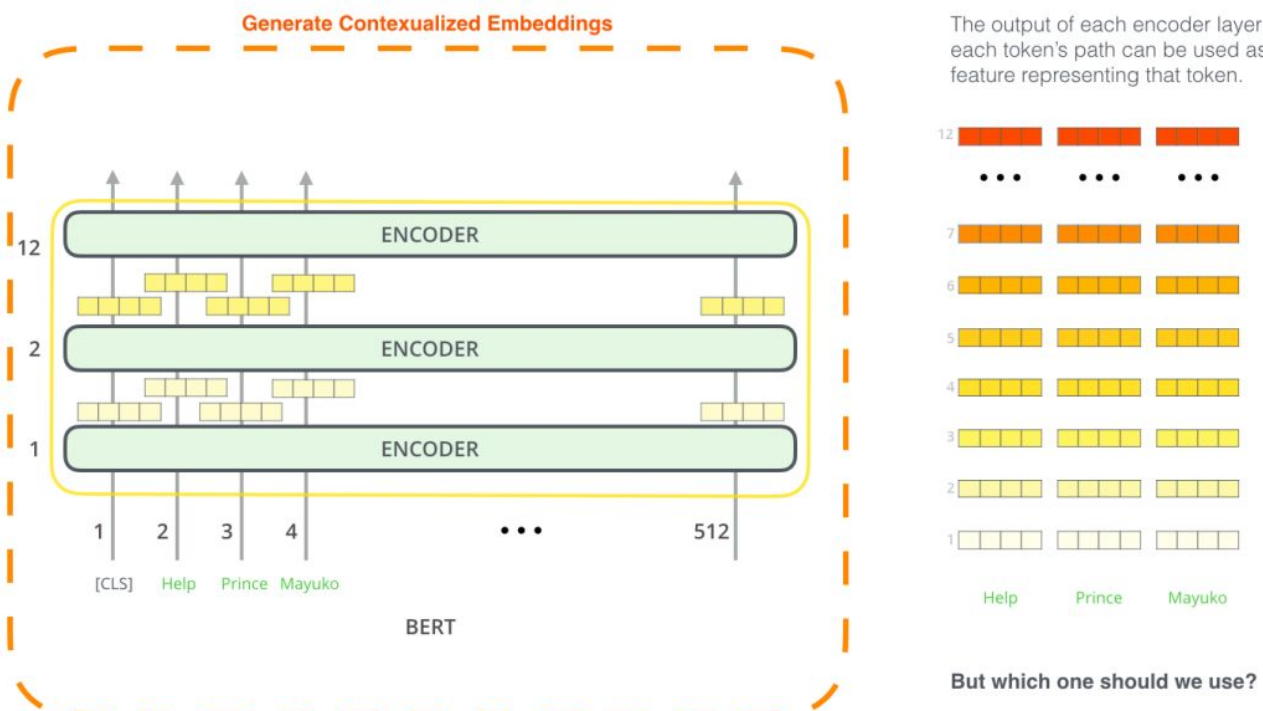 Generate Contexualized Embeddings
12
ENCODER
2
ENCODER
1
ENCODER
1 2 3 4 ••• 512
[CLS] Help Prince Mayuko
BERT
The output of each encoder layer
each token's path can be used as
feature representing that token.
12
•••  •••  •••
7
6
5
4
3
2
1
Help Prince Mayuko
But which one should we use?